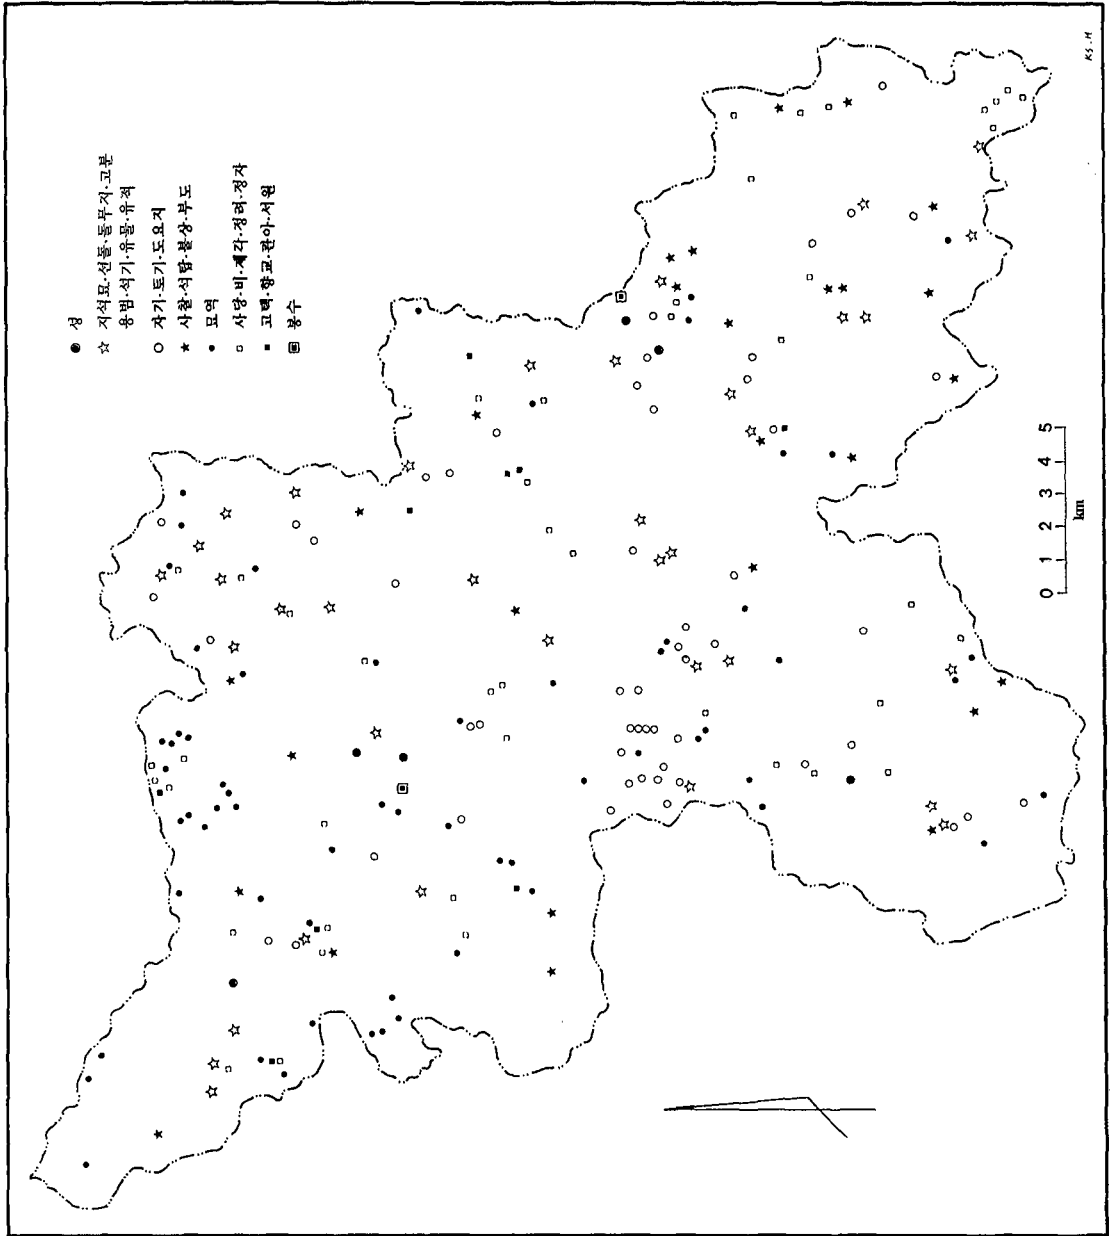 성
지석묘·선돌·돌무지·고분
용범·석기·유물·유적
자기·토기·도요지
사찰·석탑·불상·부도
묘역
사당·비·제각·정려·정자
고택·향교·관아·서원
봉수
0 1 2 3 4 5
km
KS.H